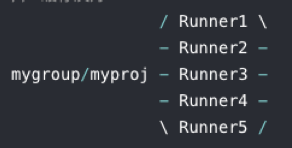 / Runner1 \
- Runner2 -
mygroup/myproj - Runner3 -
- Runner4 -
\ Runner5 /